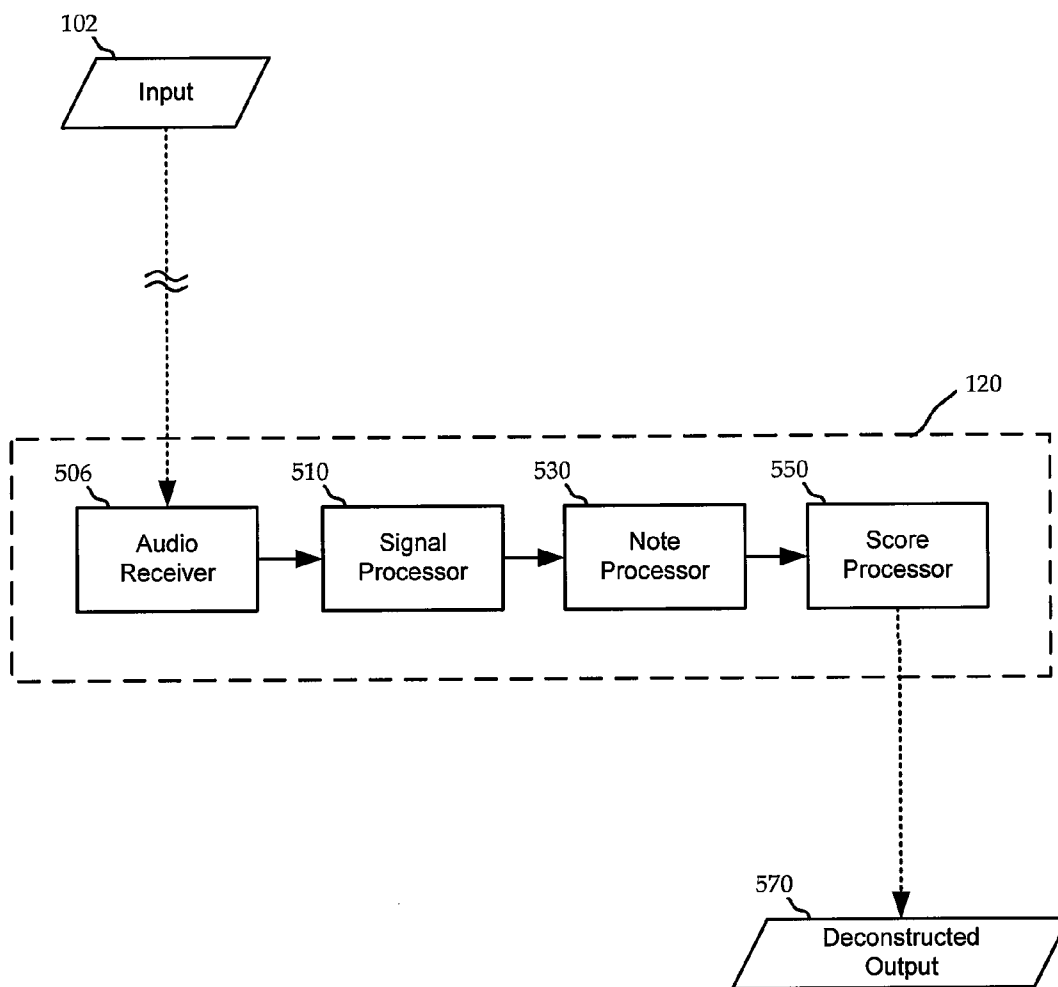 102
Input
120
506
510
530
550
Audio
Receiver
Signal
Processor
Note
Processor
Score
Processor
570
Deconstructed
Output